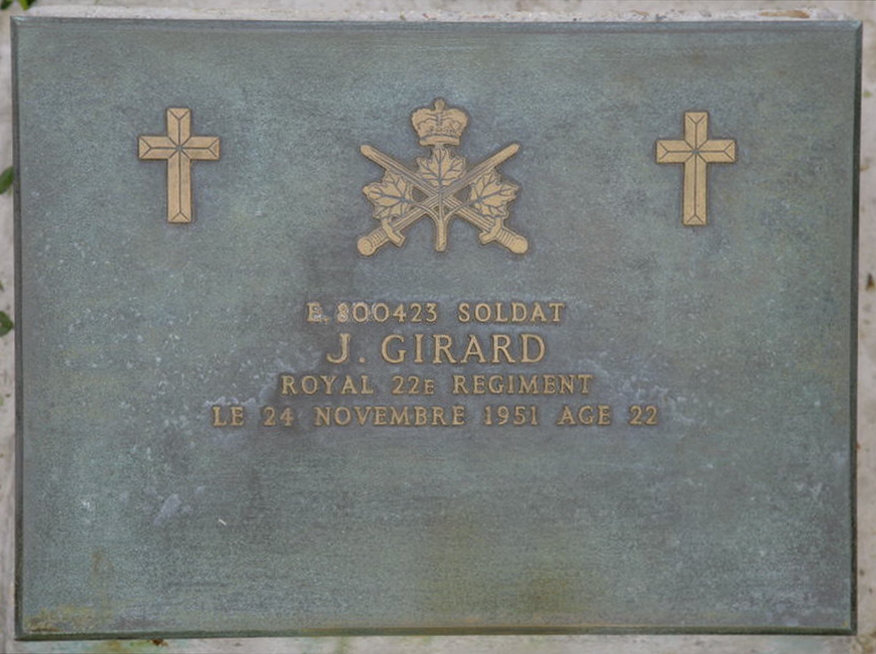 E 800423 SOLDAT
J. GIRARD
ROYAL 22E REGIMENT
LE 24 NOVEMBRE 1951 AGE 22